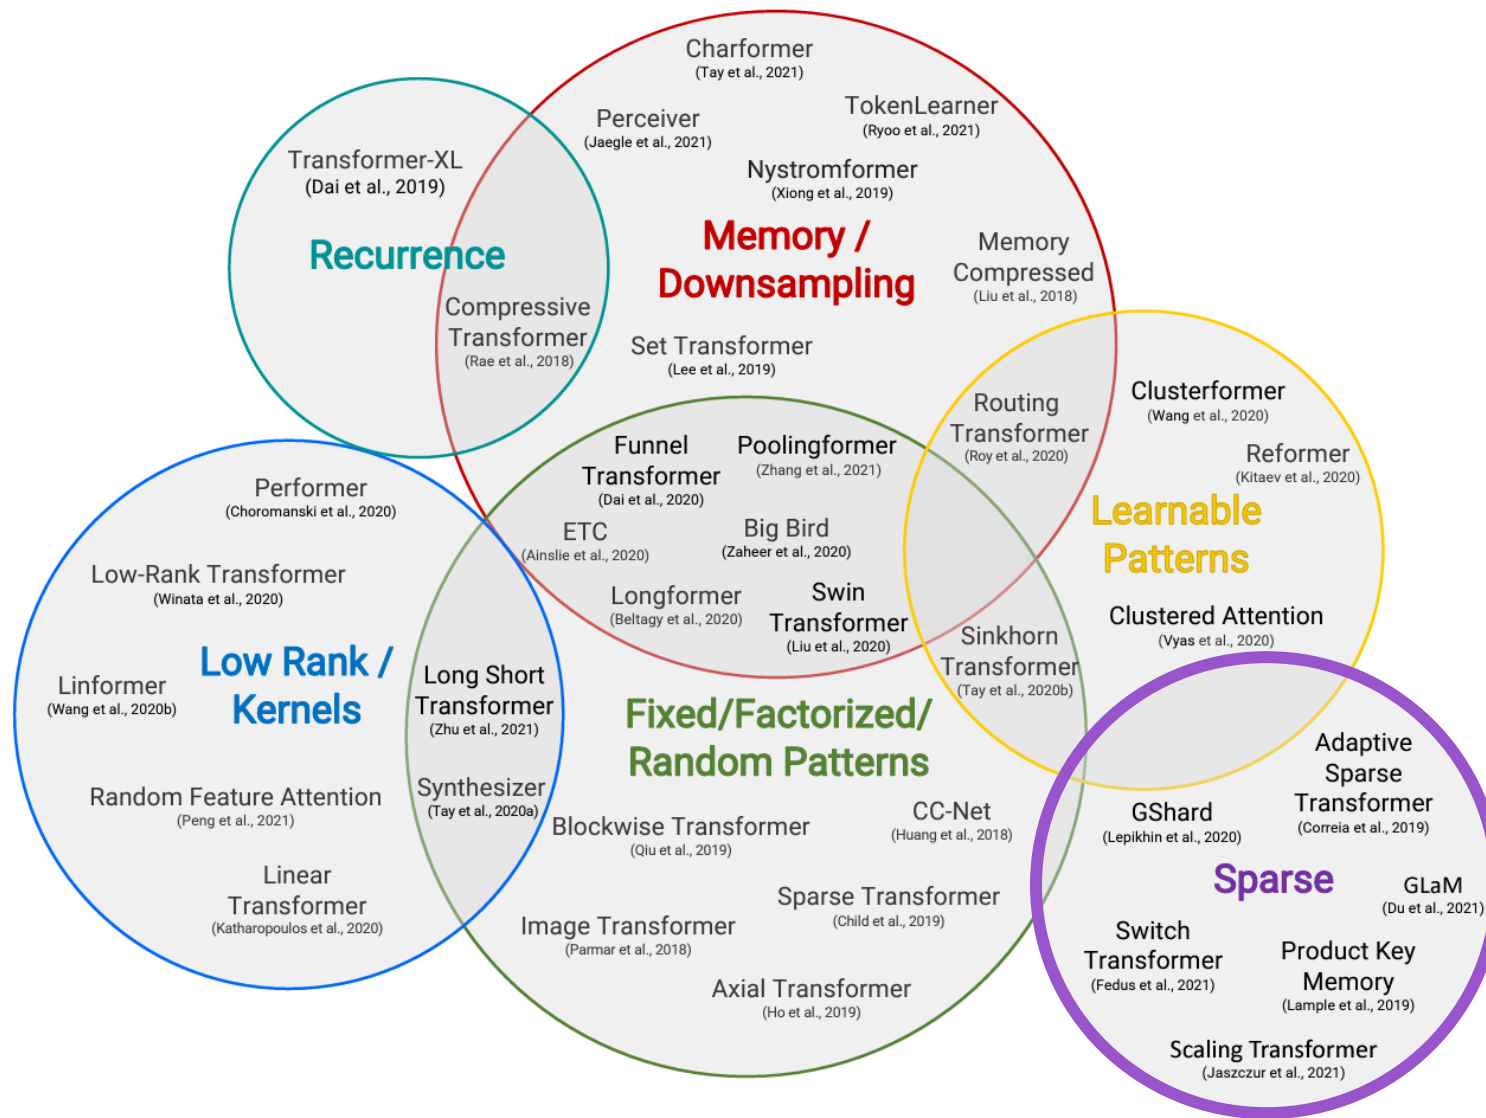 Charformer
(Tay et al., 2021)
Perceiver
(Jaegle et al., 2021)
TokenLearner
(Ryoo et al., 2021)
Transformer-XL
(Dai et al., 2019)
Nystromformer
(Xiong et al., 2019)
Recurrence
Memory /
Downsampling
Memory
Compressed
(Liu et al., 2018)
Compressive
Transformer
(Rae et al., 2018)
Set Transformer
(Lee et al., 2019)
Routing
Transformer
(Roy et al., 2020)
Clusterformer
(Wang et al., 2020)
Reformer
(Kitaev et al., 2020)
Funnel
Transformer
(Dai et al., 2020)
Poolingformer
(Zhang et al., 2021)
Learnable
Patterns
Performer
(Choromanski et al., 2020)
ETC
(Ainslie et al., 2020)
Big Bird
(Zaheer et al., 2020)
Low-Rank Transformer
(Winata et al., 2020)
Longformer
(Beltagy et al., 2020)
Swin
Transformer
(Liu et al., 2020)
Clustered Attention
(Vyas et al., 2020)
Sinkhorn
Transformer
(Tay et al., 2020b)
Low Rank /
Kernels
Linformer
(Wang et al., 2020b)
Long Short
Transformer
(Zhu et al., 2021)
Fixed/Factorized/
Random Patterns
Adaptive
Sparse
Transformer
(Correia et al., 2019)
Random Feature Attention
(Peng et al., 2021)
Synthesizer
(Tay et al., 2020a)
Blockwise Transformer
(Qiu et al., 2019)
CC-Net
(Huang et al., 2018)
GShard
(Lepikhin et al., 2020)
Sparse
GLaM
(Du et al., 2021)
Linear
Transformer
(Katharopoulos et al., 2020)
Image Transformer
(Parmar et al., 2018)
Sparse Transformer
(Child et al., 2019)
Switch
Transformer
(Fedus et al., 2021)
Product Key
Memory
(Lample et al., 2019)
Axial Transformer
(Ho et al., 2019)
Scaling Transformer
(Jaszczur et al., 2021)